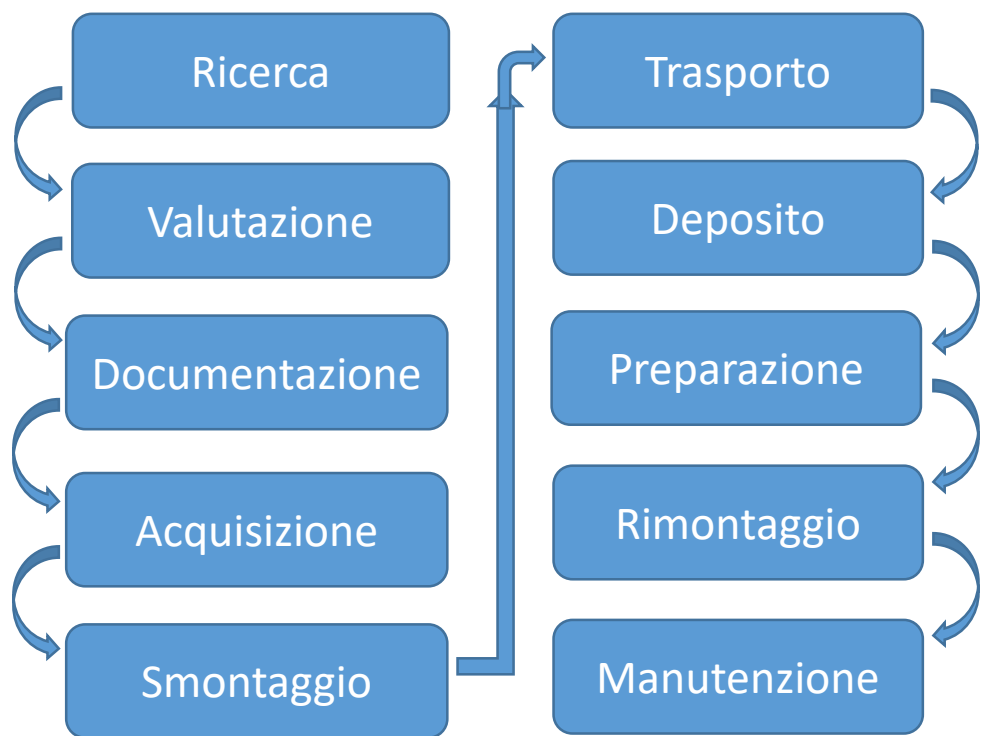 Ricerca
Valutazione
Documentazione
Acquisizione
Smontaggio
Trasporto
Deposito
Preparazione
Rimontaggio
Manutenzione